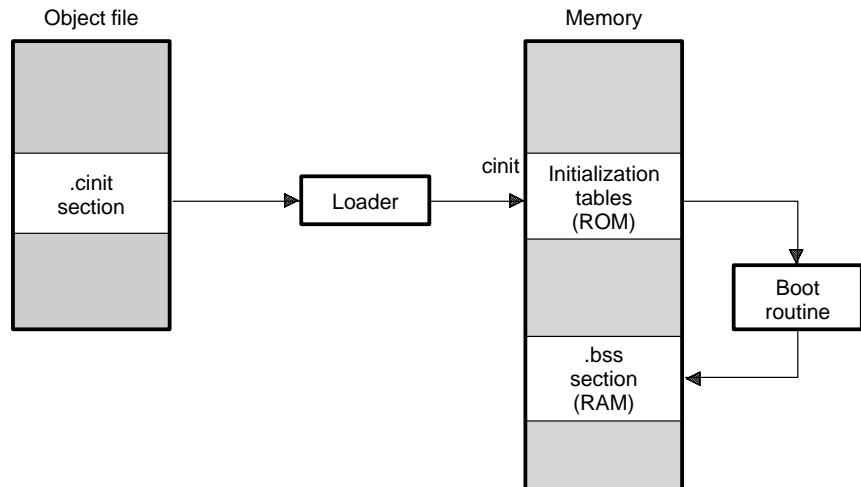 Object file
Memory
.cinit
section
Loader
cinit
Initialization
tables
(ROM)
Boot
routine
.bss
section
(RAM)